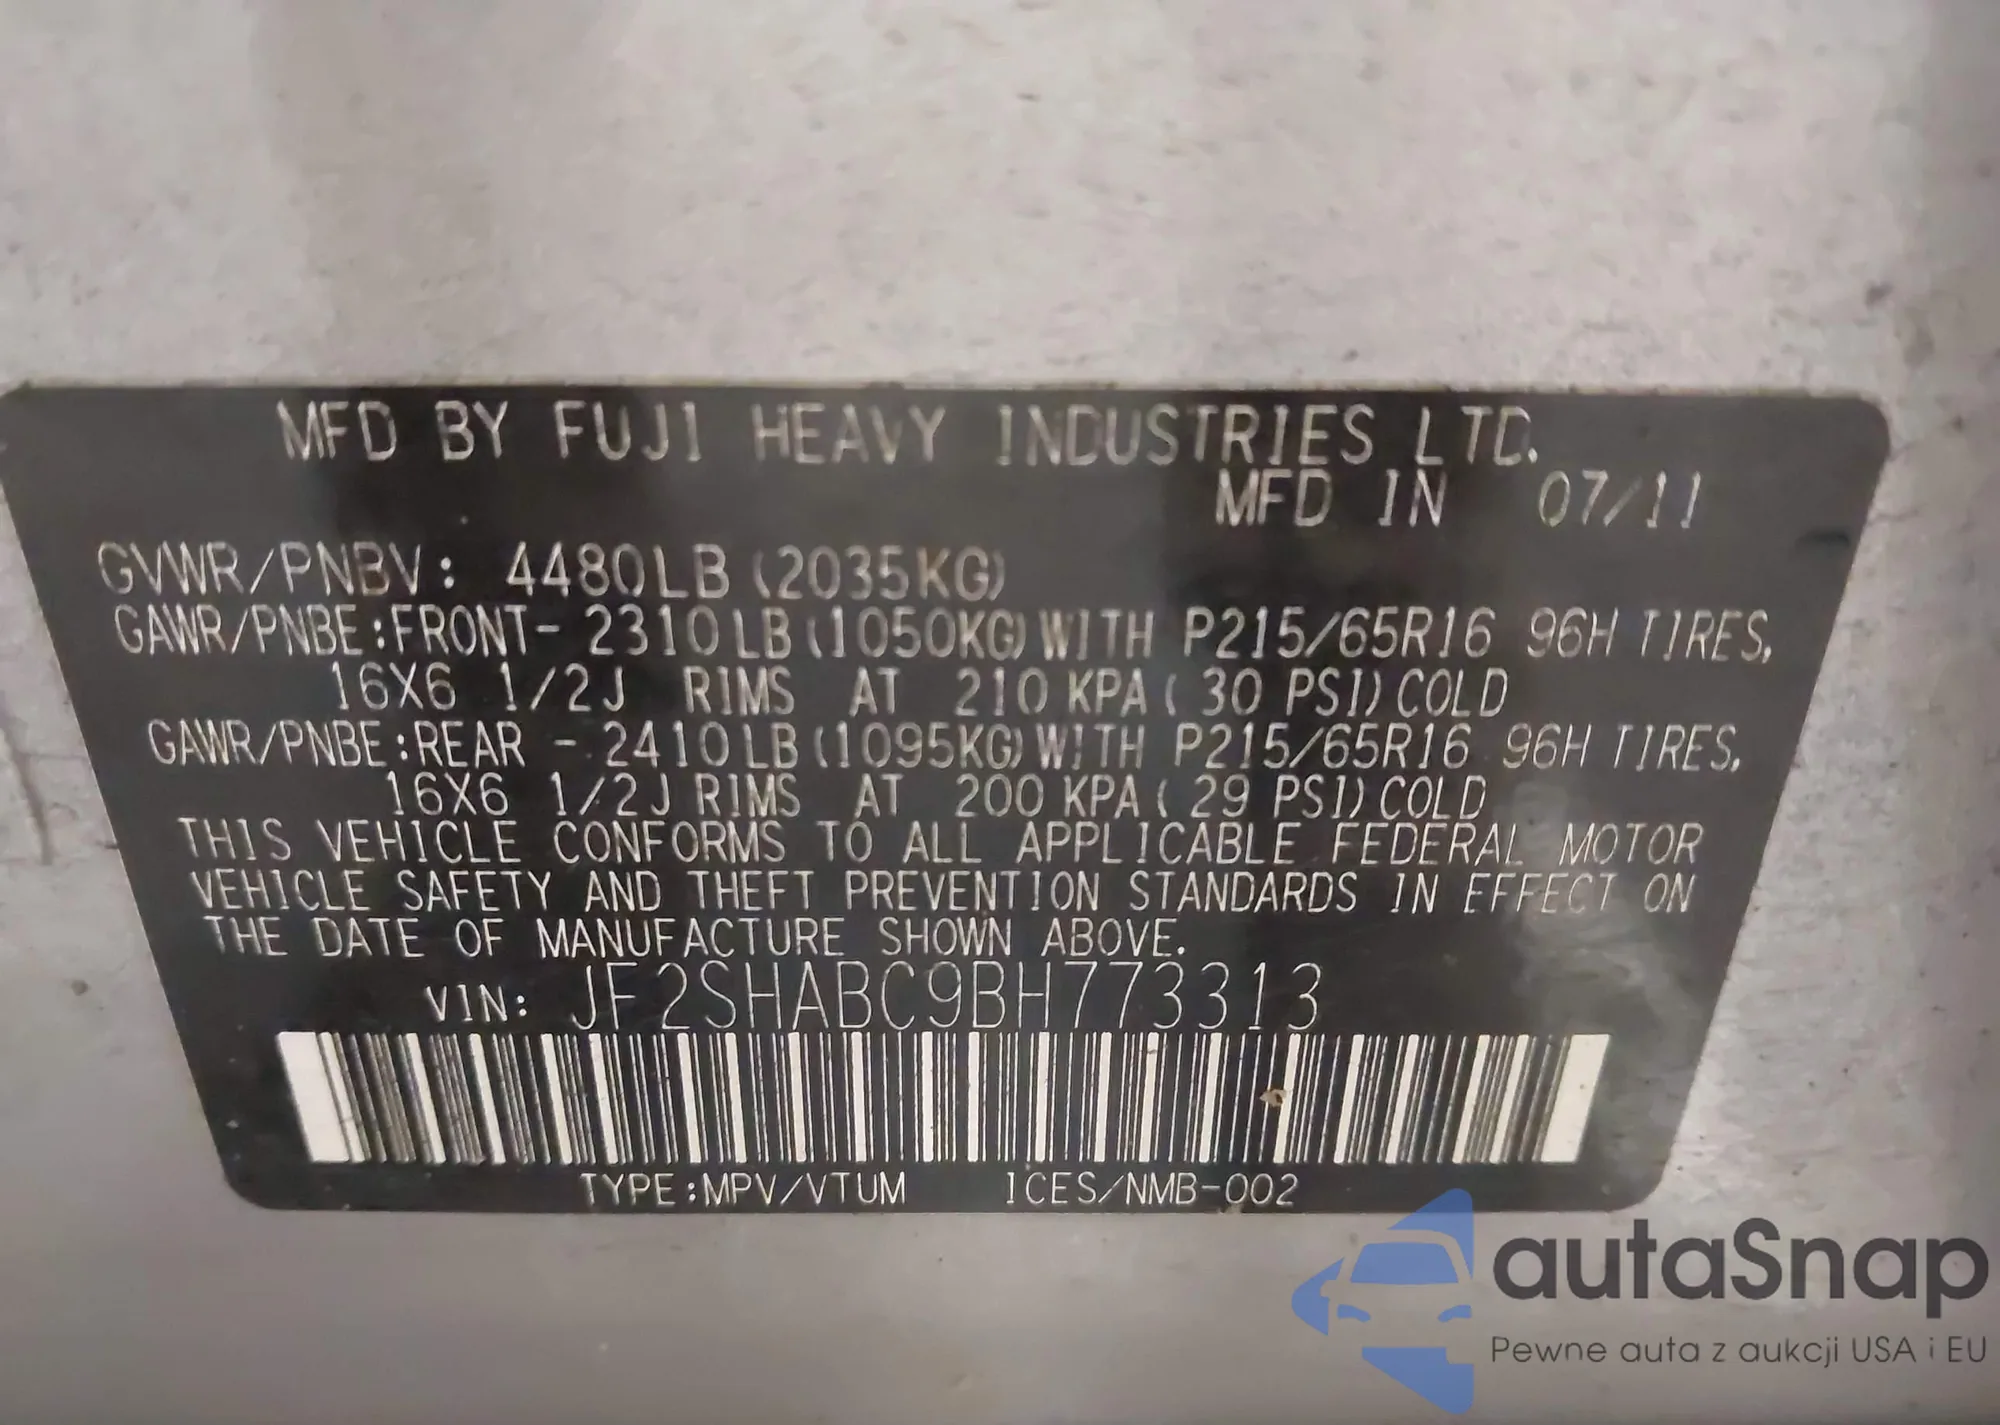 MFD BY FUJI HEAVY INDUSTRIES LTD.
MFD IN 07/11
GVWR/PNBV: 4480LB (2035KG)
GAWR/PNBE:FRONT- 2310LB (1050KG) WITH P215/65R16 96H TIRES,
16X6 1/2J RIMS AT 210 KPA ( 30 PSI) COLD
GAWR/PNBE:REAR - 2410LB (1095KG) WITH P215/65R16 96H TIRES,
16X6 1/2J RIMS AT 200 KPA ( 29 PSI) COLD
THIS VEHICLE CONFORMS TO ALL APPLICABLE FEDERAL MOTOR
VEHICLE SAFETY AND THEFT PREVENTION STANDARDS IN EFFECT ON
THE DATE OF MANUFACTURE SHOWN ABOVE.
VIN: JF2SHABC9BH773313
TYPE:MPV/VTUM ICES/NMB-002
autaSnap
Pewne auta z aukcji USA i EU